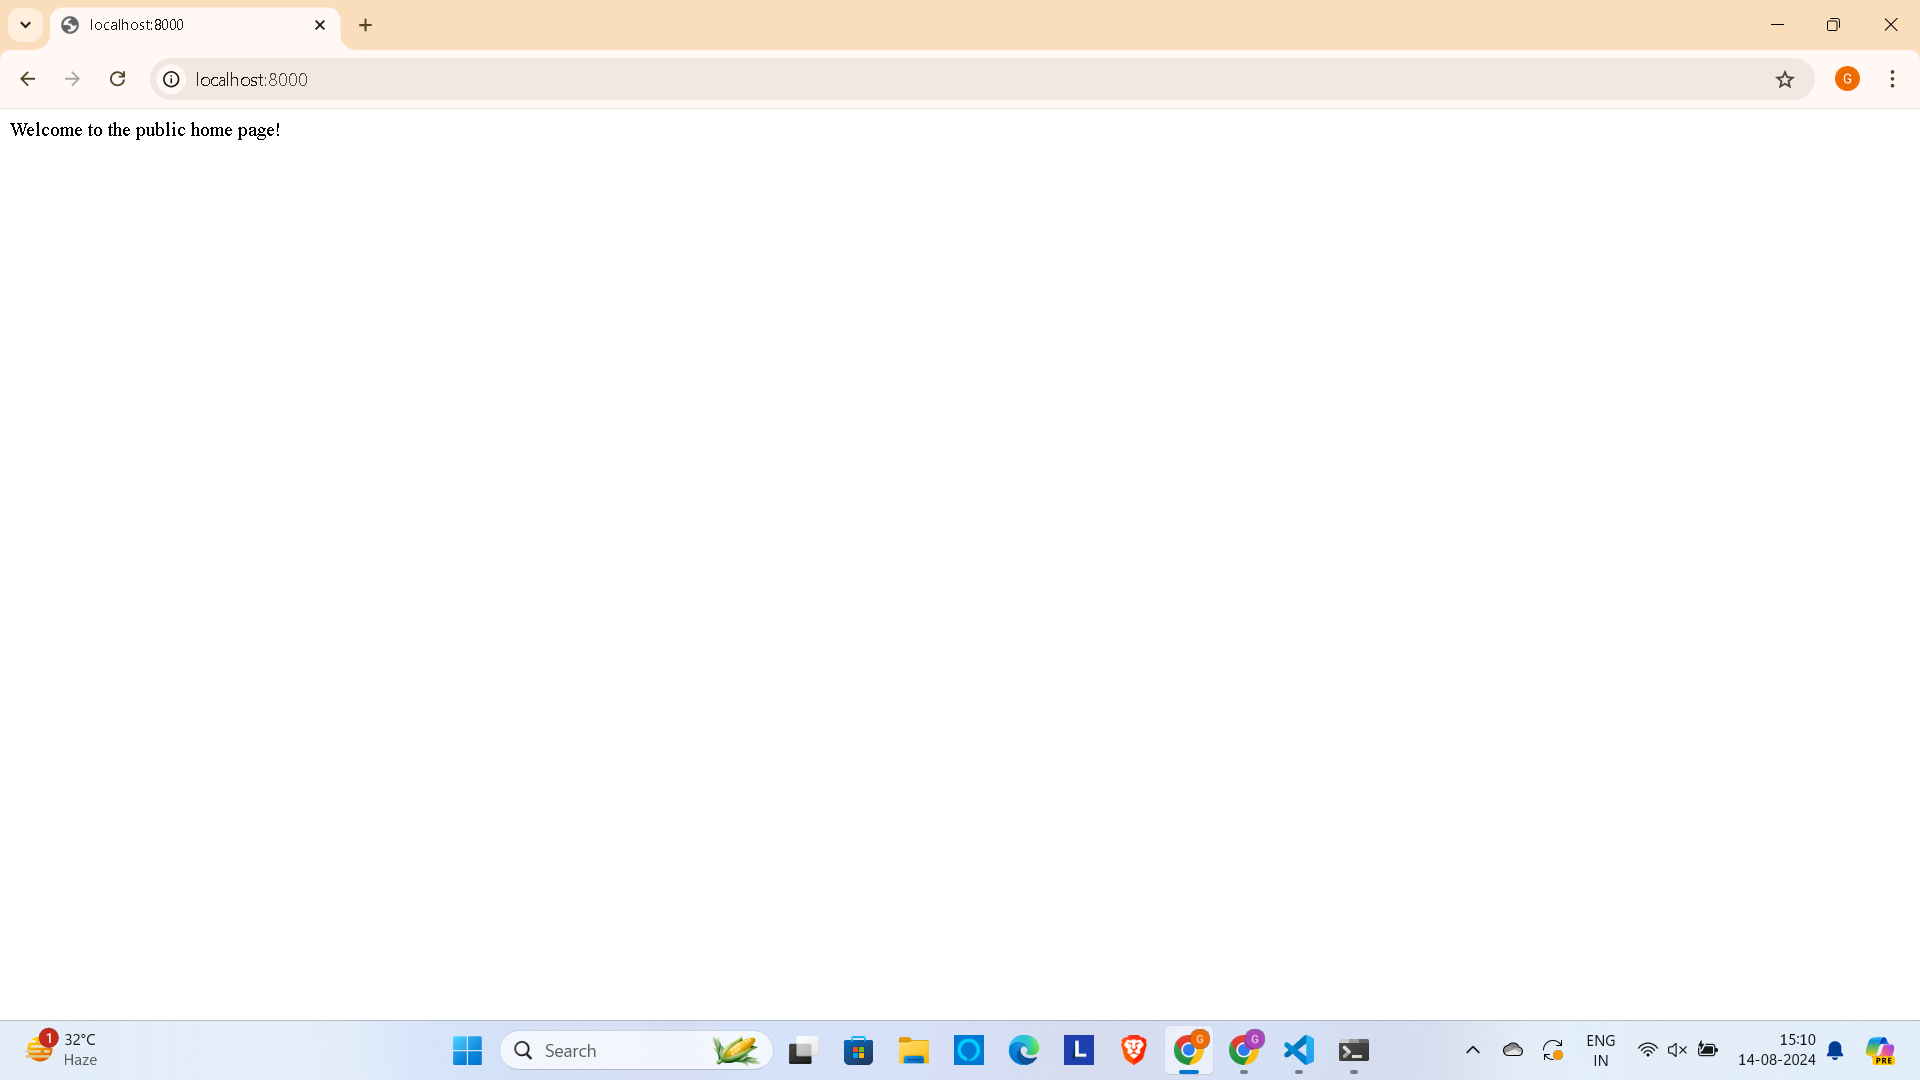 localhost:8000
localhost:8000
G
Welcome to the public home page!
1
32°C
Haze
Search
L
G
G
ENG
IN
15:10
14-08-2024
PRE